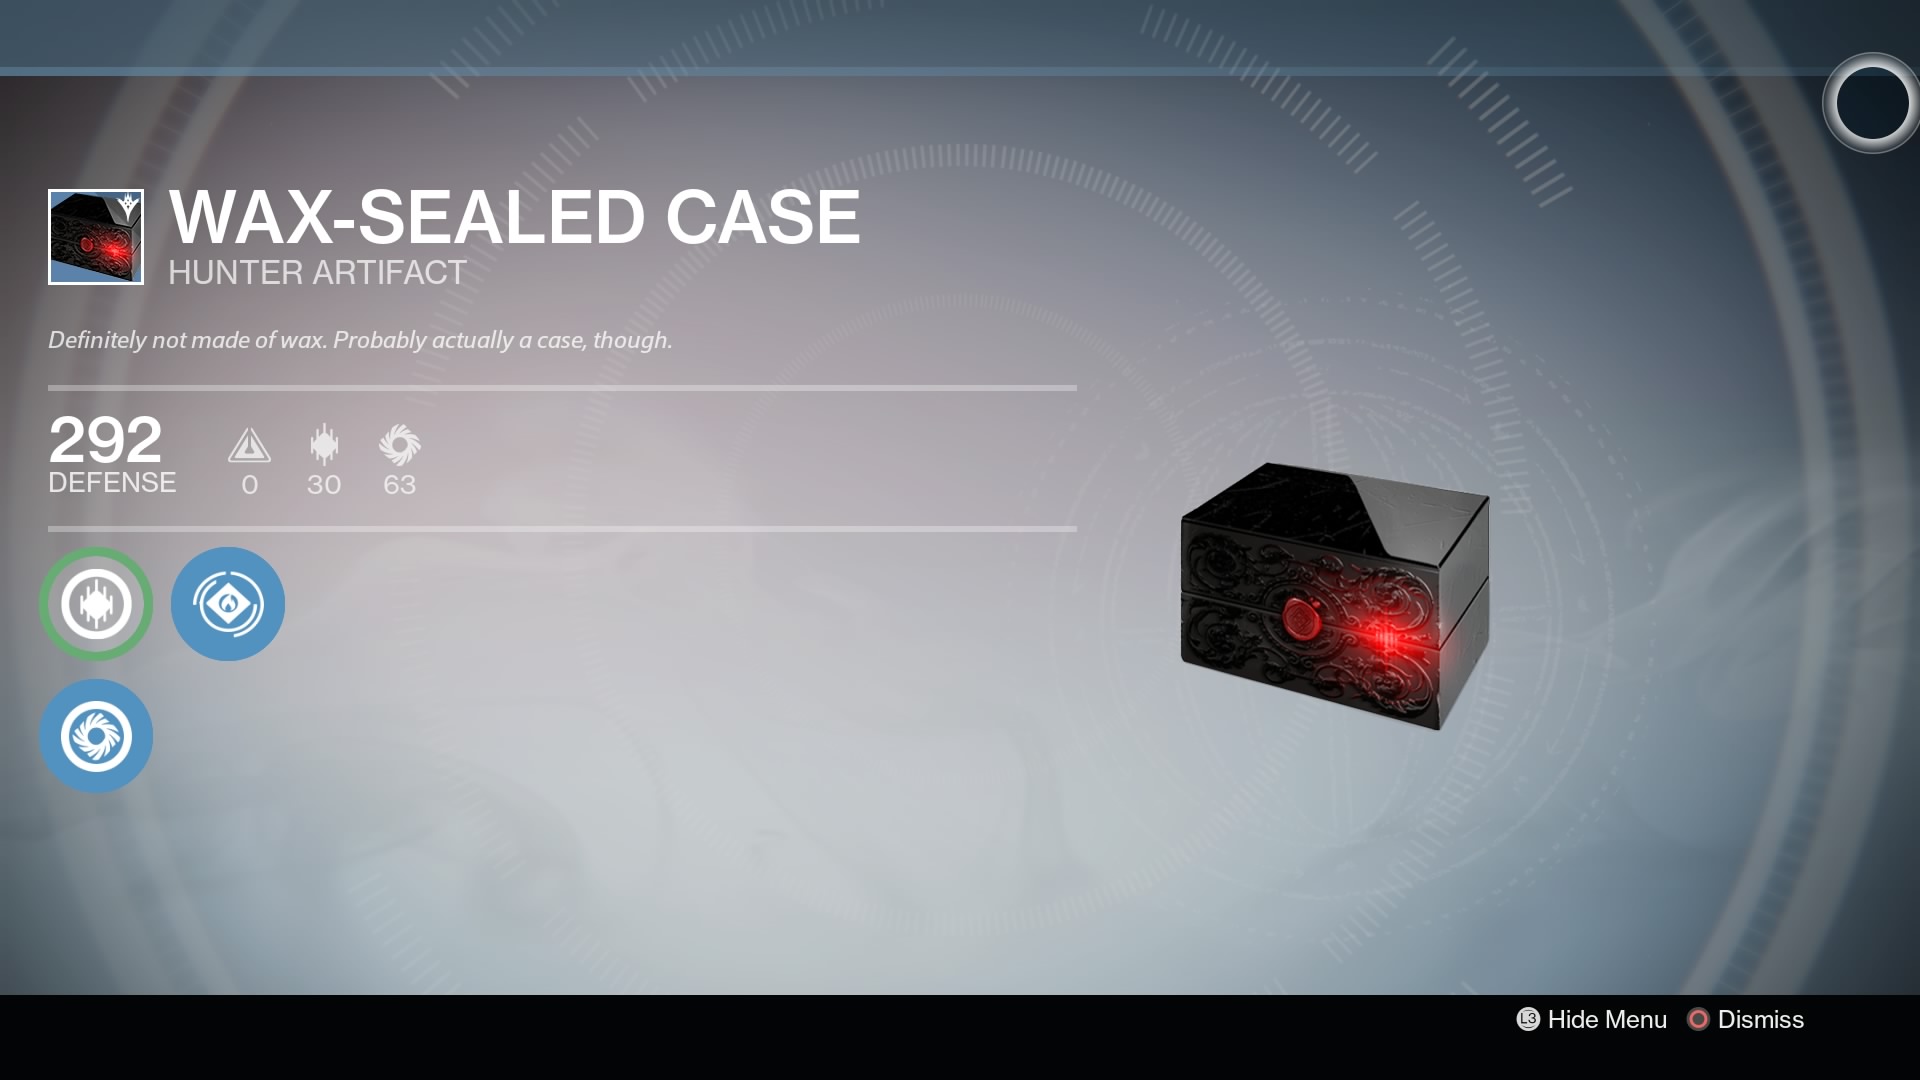 WAX-SEALED CASE
HUNTER ARTIFACT
Definitely not made of wax. Probably actually a case, though.
292
DEFENSE
0 30 63
L3 Hide Menu Dismiss